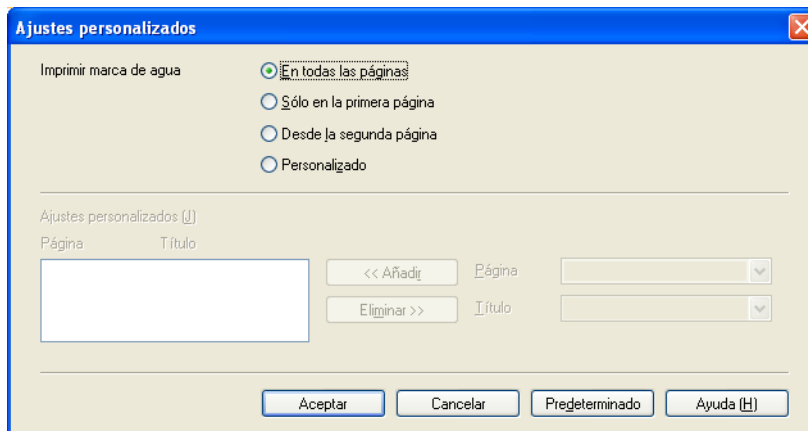 Ajustes personalizados
Imprimir marca de agua
En todas las páginas
Sólo en la primera página
Desde la segunda página
Personalizado
Ajustes personalizados (J)
Página Título
<< Añadir Página
Eliminar >> Título
Aceptar Cancelar Predeterminado Ayuda (H)